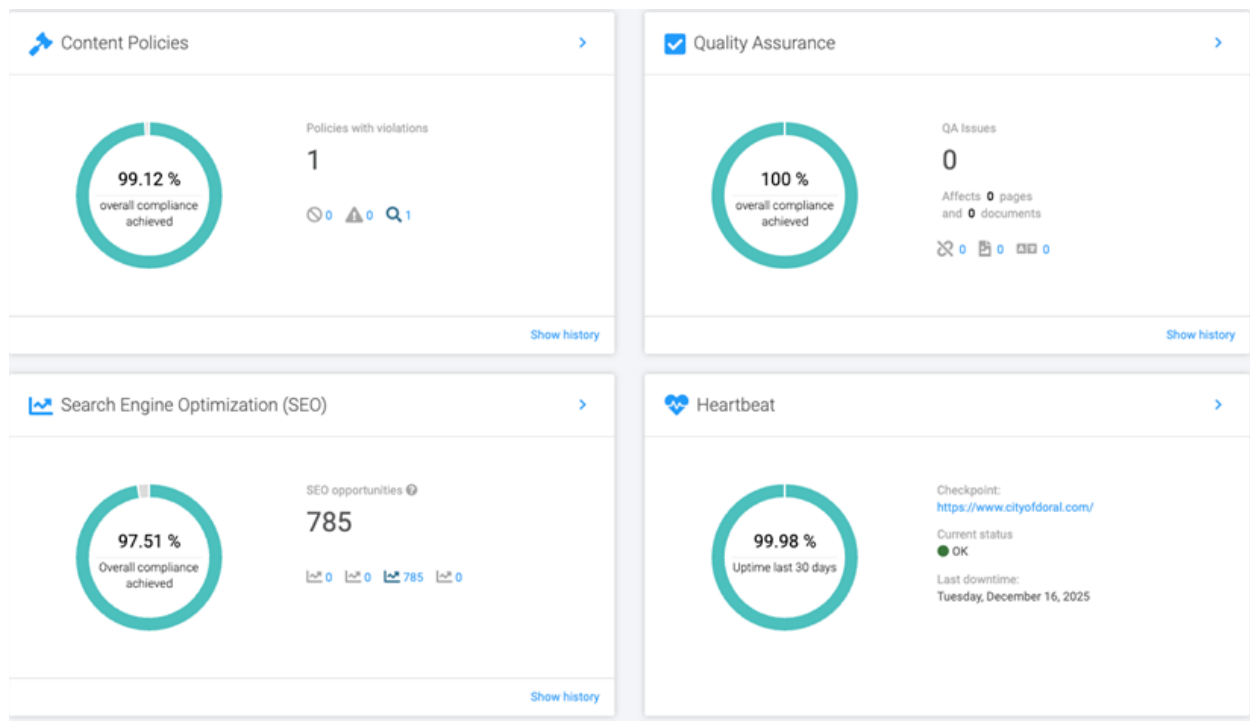 Content Policies
Policies with violations
1
99.12 %
overall compliance
achieved
0 0 1
Show history
Quality Assurance
QA Issues
0
100 %
overall compliance
achieved
Affects 0 pages
and 0 documents
0 0 0
Show history
Search Engine Optimization (SEO)
SEO opportunities
785
97.51 %
Overall compliance
achieved
0 0 785 0
Show history
Heartbeat
Checkpoint:
https://www.cityofdoral.com/
99.98 %
Uptime last 30 days
Current status
OK
Last downtime:
Tuesday, December 16, 2025